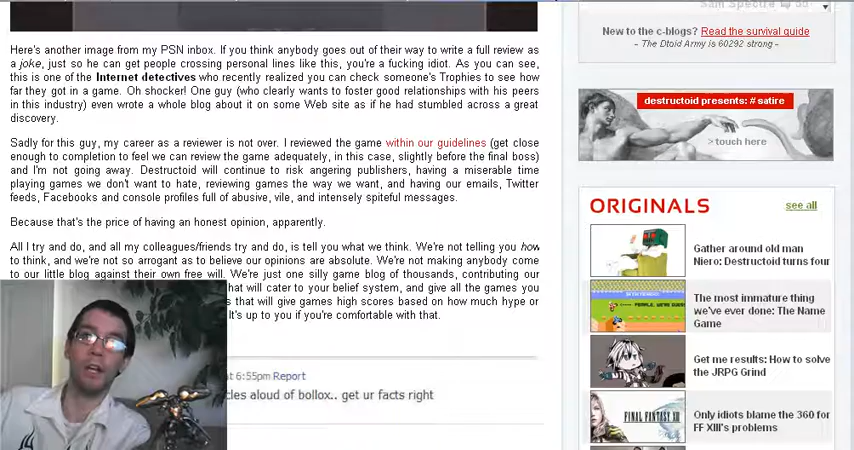 Sam Spectre
Here's another image from my PSN inbox. If you think anybody goes out of their way to write a full review as
a joke, just so he can get people crossing personal lines like this, you're a fucking idiot. As you can see,
this is one of the Internet detectives who recently realized you can check someone's Trophies to see how
far they got in a game. Oh shocker! One guy (who clearly wants to foster good relationships with his peers
in this industry) even wrote a whole blog about it on some Web site as if he had stumbled across a great
discovery.
Sadly for this guy, my career as a reviewer is not over. I reviewed the game within our guidelines (get close
enough to completion to feel we can review the game adequately, in this case, slightly before the final boss)
and I'm not going away. Destructoid will continue to risk angering publishers, having a miserable time
playing games we don't want to hate, reviewing games the way we want, and having our emails, Twitter
feeds, Facebooks and console profiles full of abusive, vile, and intensely spiteful messages.
Because that's the price of having an honest opinion, apparently.
All I try and do, and all my colleagues/friends try and do, is tell you what we think. We're not telling you how
to think, and we're not so arrogant as to believe our opinions are absolute. We're not making anybody come
to our little blog against their own free will. We're just one silly game blog of thousands, contributing our
hat will cater to your belief system, and give all the games you
s that will give games high scores based on how much hype or
It's up to you if you're comfortable with that.
at 6:55pm Report
cles aloud of bollox.. get ur facts right
New to the c-blogs? Read the survival guide
- The Dtoid Army is 60292 strong -
destructoid presents: # satire
> touch here
ORIGINALS
see all
Gather around old man
Niero: Destructoid turns four
The most immature thing
we've ever done: The Name
Game
Get me results: How to solve
the JRPG Grind
FINAL FANTASY XIII
Only idiots blame the 360 for
FF XIII's problems